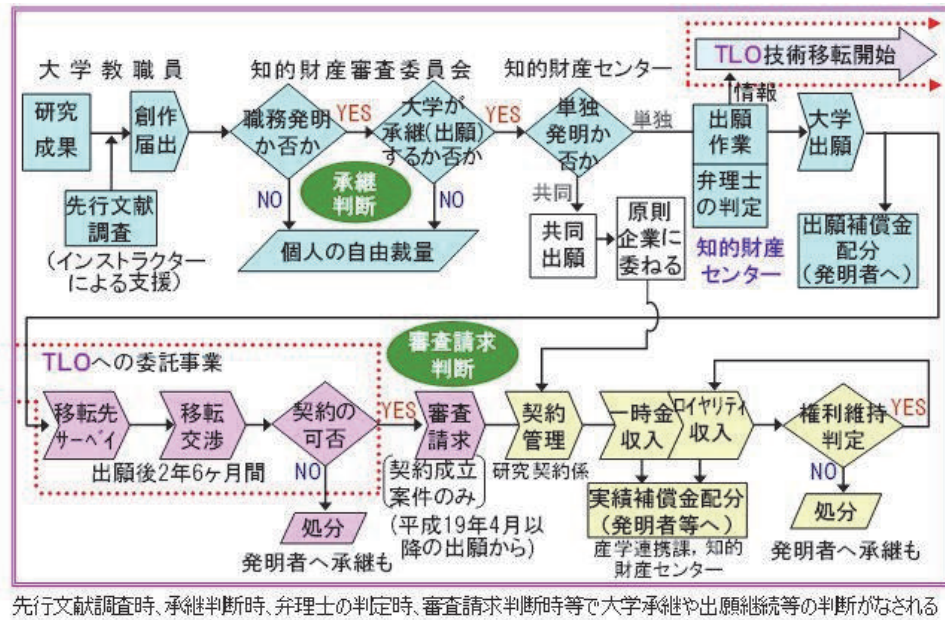 TLO技術移転開始
大学教職員
知的財産審査委員会
知的財産センター
研究
成果
創作
届出
職務発明
か否か
YES
大学が
承継(出願)
するか否か
YES
単独
発明か
否か
単独
情報
出願
作業
弁理士
の判定
大学
出願
先行文献
調査
(インストラクター
による支援)
NO
承継
判断
NO
個人の自由裁量
共同
共同
出願
原則
企業に
委ねる
知的財産
センター
出願補償金
配分
(発明者へ)
TLOへの委託事業
審査請求
判断
移転先
サーベイ
移転
交渉
契約の
可否
YES
審査
請求
契約
管理
一時金
収入
ロイヤリティ
収入
権利維持
判定
YES
出願後2年6ヶ月間
NO
契約成立
案件のみ
(平成19年4月以
降の出願から)
研究契約係
実績補償金配分
(発明者等へ)
産学連携課，知的
財産センター
NO
処分
発明者へ承継も
処分
発明者へ承継も
先行文献調査時、承継判断時、弁理士の判定時、審査請求判断時等で大学承継や出願継続等の判断がなされる